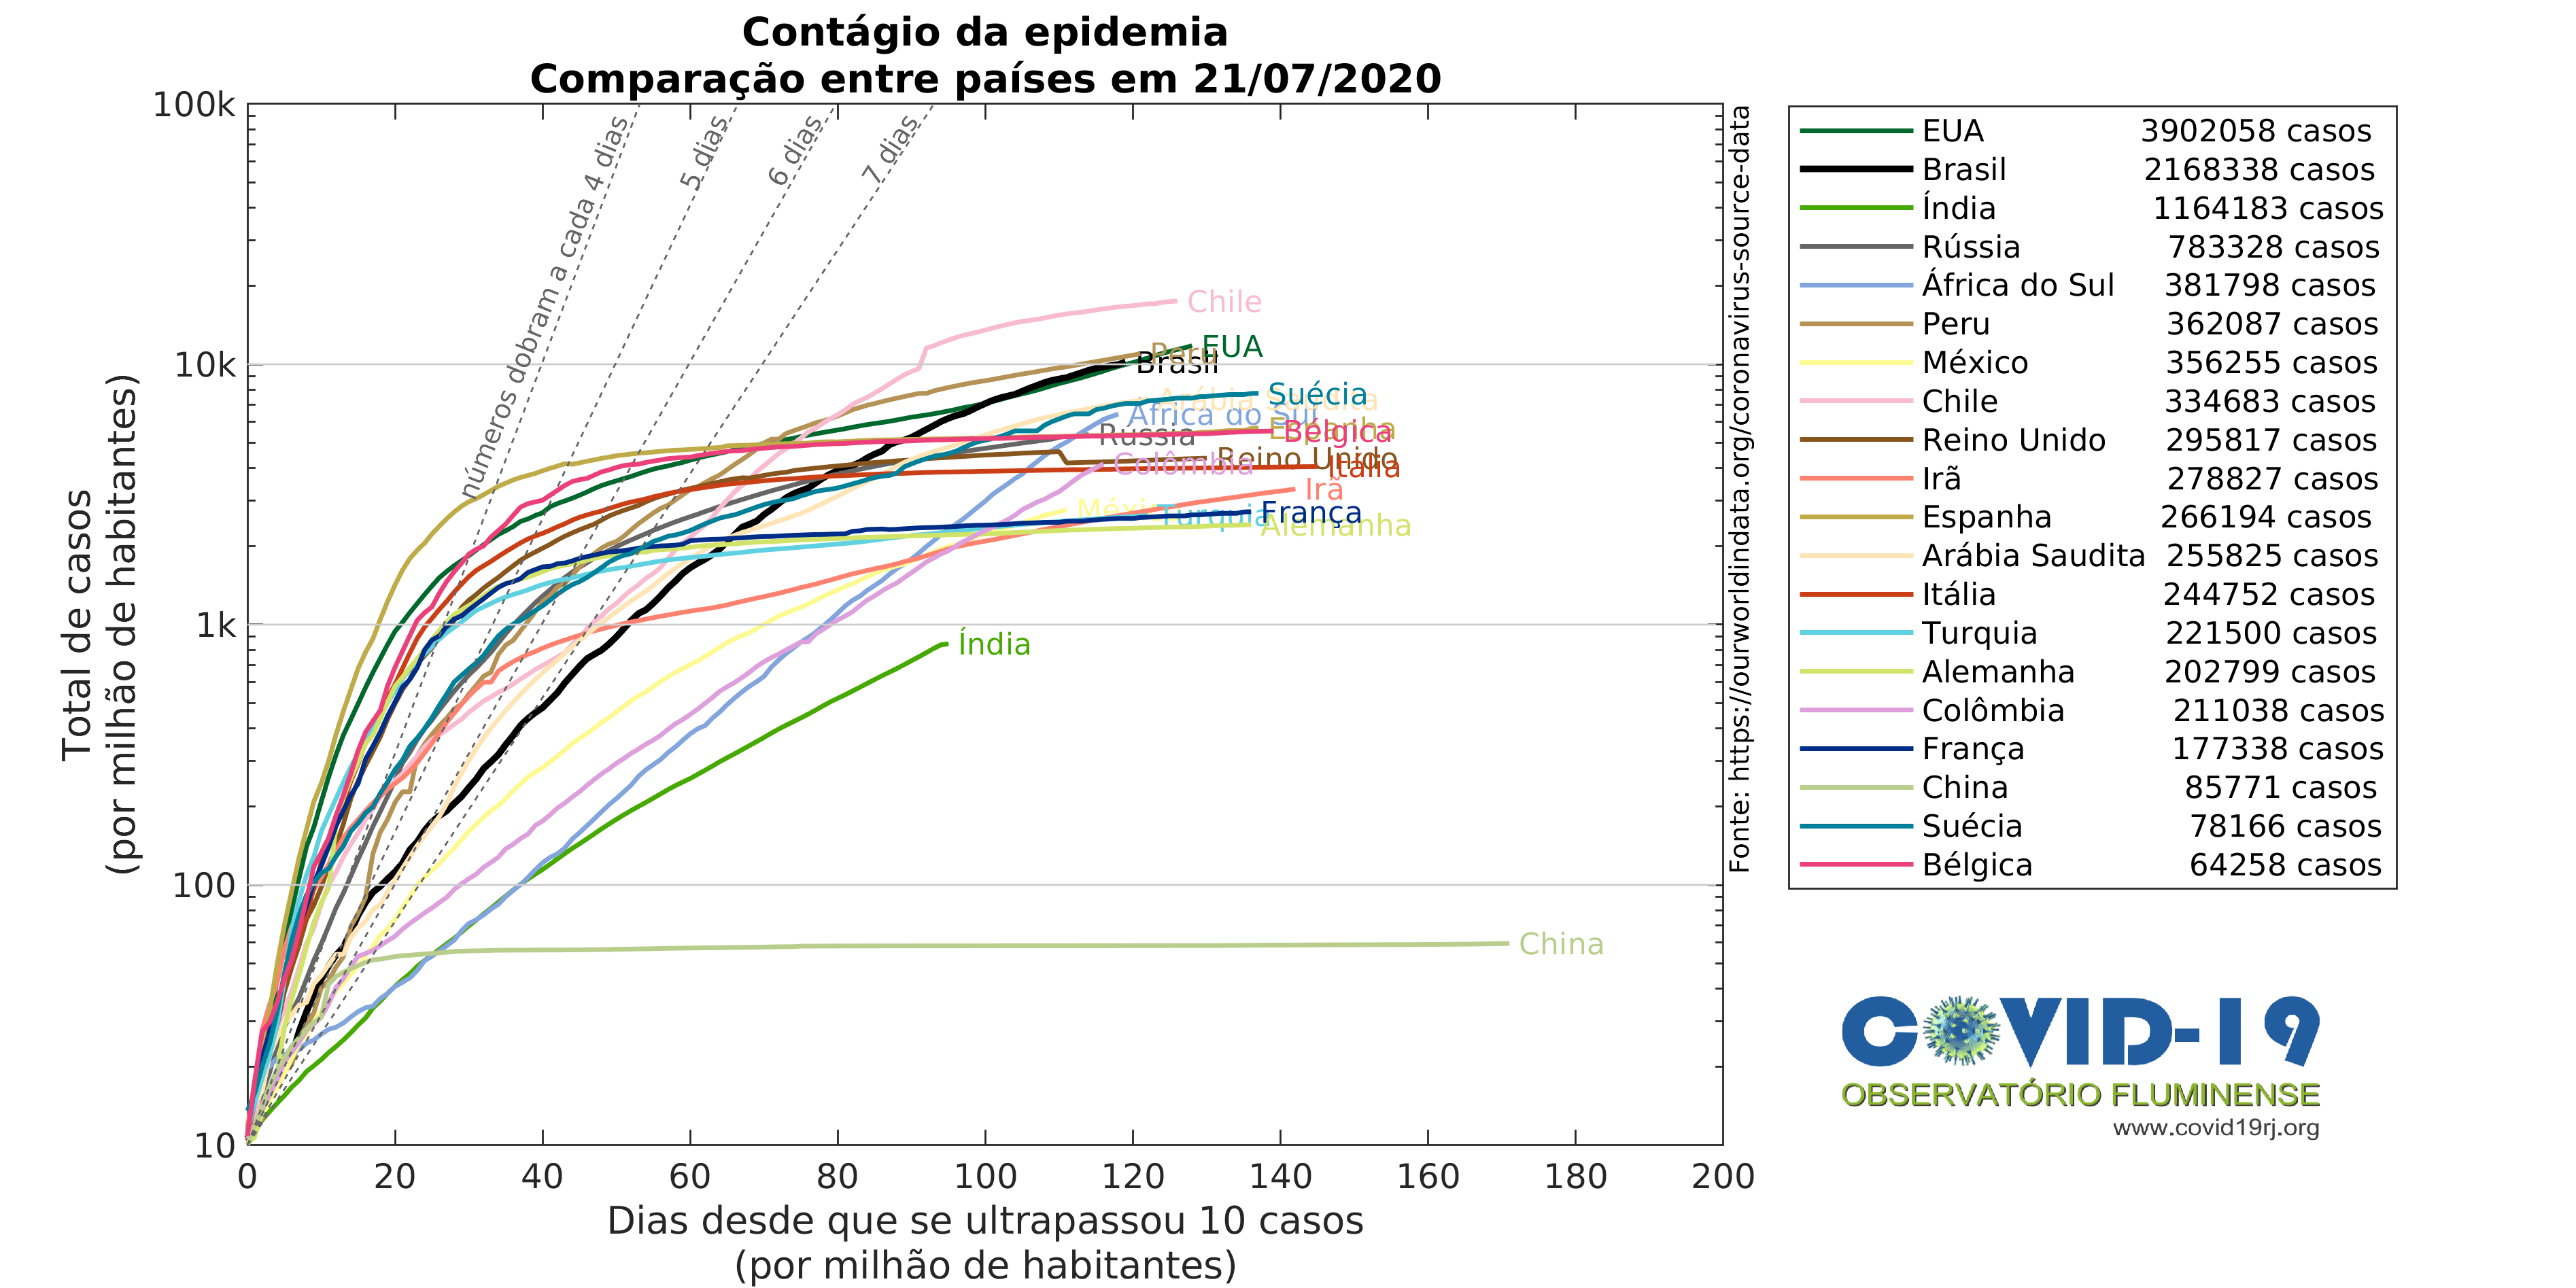 Contágio da epidemia
Comparação entre países em 21/07/2020
Total de casos
(por milhão de habitantes)
100k
10k
1k
100
10
0 20 40 60 80 100 120 140 160 180 200
Dias desde que se ultrapassou 10 casos
(por milhão de habitantes)
números dobram a cada 4 dias
5 dias
6 dias
7 dias
Chile
EUA
Peru
Brasil
Suécia
Arábia Saudita
África do Sul
Espanha
Bélgica
Rússia
Reino Unido
Itália
Colômbia
Irã
México
Turquia
França
Alemanha
Índia
China
Fonte: https://ourworldindata.org/coronavirus-source-data
EUA 3902058 casos
Brasil 2168338 casos
Índia 1164183 casos
Rússia 783328 casos
África do Sul 381798 casos
Peru 362087 casos
México 356255 casos
Chile 334683 casos
Reino Unido 295817 casos
Irã 278827 casos
Espanha 266194 casos
Arábia Saudita 255825 casos
Itália 244752 casos
Turquia 221500 casos
Alemanha 202799 casos
Colômbia 211038 casos
França 177338 casos
China 85771 casos
Suécia 78166 casos
Bélgica 64258 casos
COVID-19
OBSERVATÓRIO FLUMINENSE
www.covid19rj.org